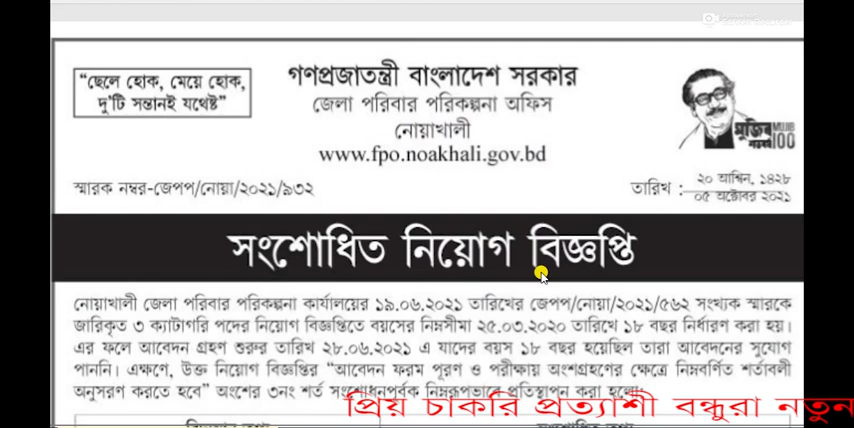 “ছেলে হোক, মেয়ে হোক,
দু'টি সন্তানই যথেষ্ট”
গণপ্রজাতন্ত্রী বাংলাদেশ সরকার
জেলা পরিবার পরিকল্পনা অফিস
নোয়াখালী
www.fpo.noakhali.gov.bd
মুজিব শতবর্ষ MUJIB 100
স্মারক নম্বর-জেপপ/নোয়া/২০২১/৯৩২
তারিখ : ২০ আশ্বিন, ১৪২৮
০৫ অক্টোবর ২০২১
সংশোধিত নিয়োগ বিজ্ঞপ্তি
নোয়াখালী জেলা পরিবার পরিকল্পনা কার্যালয়ের ১৯.০৬.২০২১ তারিখের জেপপ/নোয়া/২০২১/৫৬২ সংখ্যক স্মারকে
জারিকৃত ৩ ক্যাটাগরি পদের নিয়োগ বিজ্ঞপ্তিতে বয়সের নিম্নসীমা ২৫.০৩.২০২০ তারিখে ১৮ বছর নির্ধারণ করা হয়।
এর ফলে আবেদন গ্রহণ শুরুর তারিখ ২৮.০৬.২০২১ এ যাদের বয়স ১৮ বছর হয়েছিল তারা আবেদনের সুযোগ
পাননি। এক্ষণে, উক্ত নিয়োগ বিজ্ঞপ্তির “আবেদন ফরম পূরণ ও পরীক্ষায় অংশগ্রহণের ক্ষেত্রে নিম্নবর্ণিত শর্তাবলী
অনুসরণ করতে হবে” অংশের ৩নং শর্ত সংশোধনপূর্বক নিম্নরূপভাবে প্রতিস্থাপন করা হলো:
প্রিয় চাকরি প্রত্যাশী বন্ধুরা নতুন